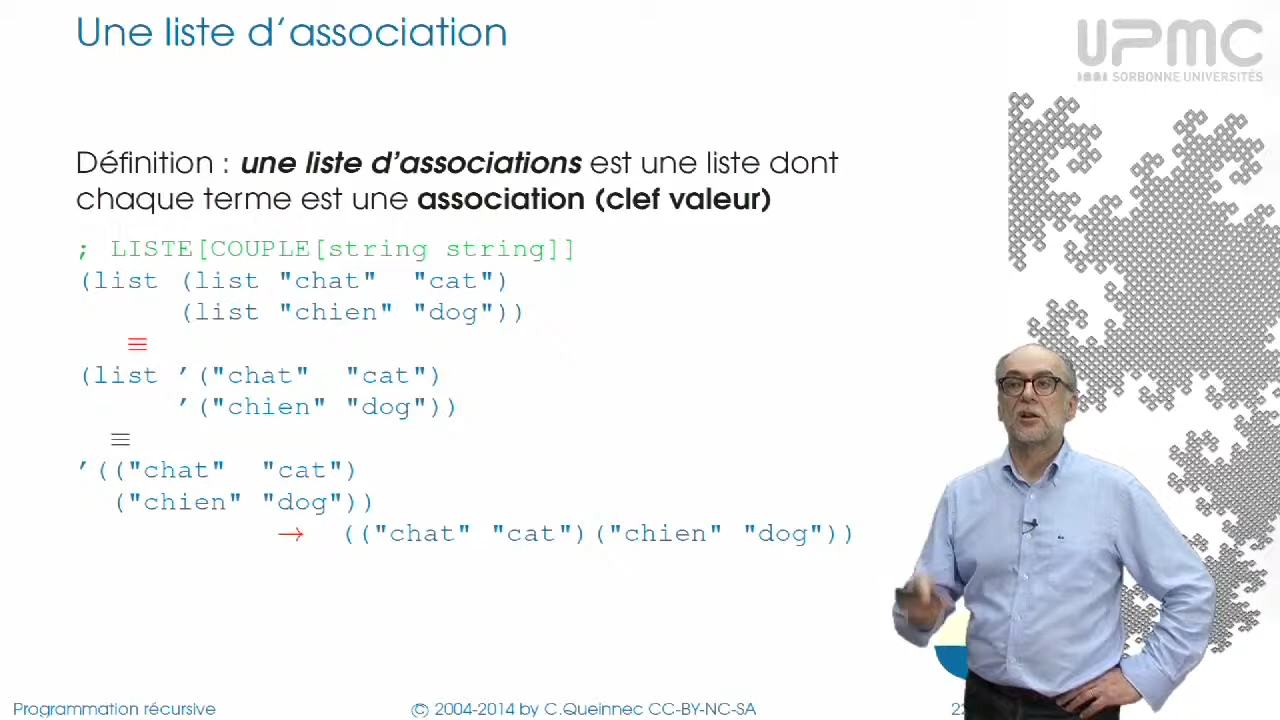 Une liste d’association
UPMC
SORBONNE UNIVERSITÉS
Définition : une liste d’associations est une liste dont
chaque terme est une association (clef valeur)
; LISTE[COUPLE[string string]]
(list (list "chat"  "cat")
(list "chien" "dog"))
≡
(list ’("chat"  "cat")
’("chien" "dog"))
≡
’(("chat"  "cat")
("chien" "dog"))
→ (("chat" "cat")("chien" "dog"))
Programmation récursive
© 2004-2014 by C.Queinnec CC-BY-NC-SA